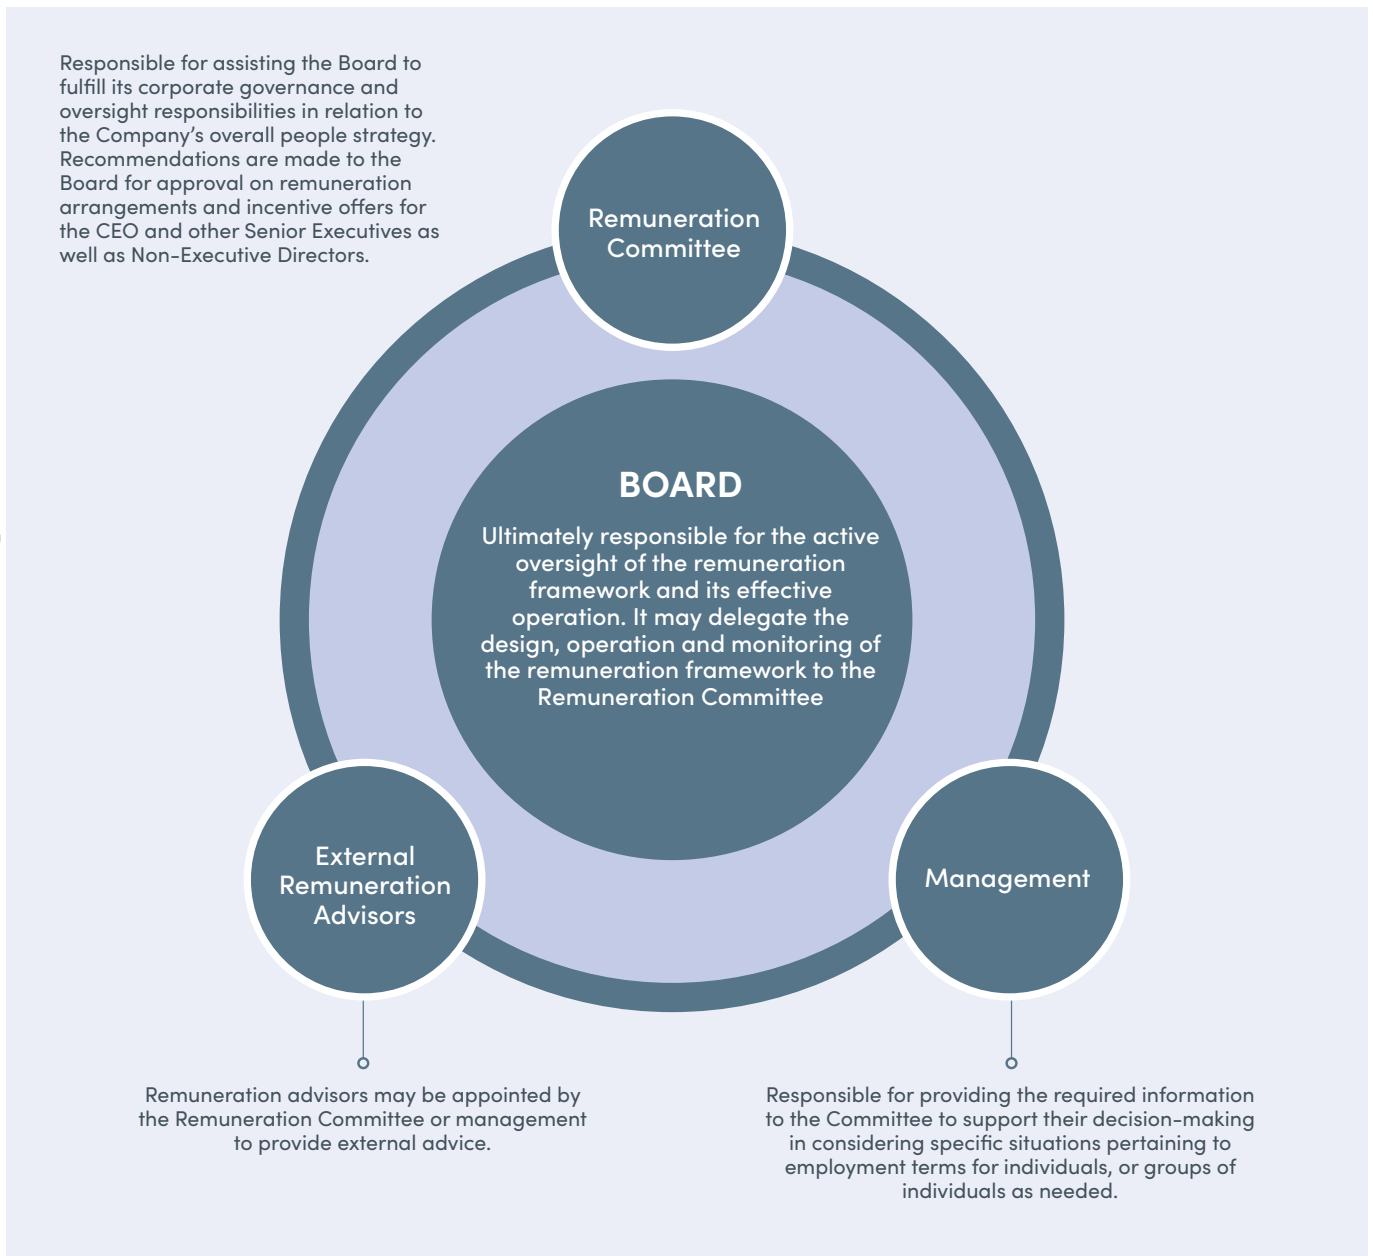 Responsible for assisting the Board to
fulfill its corporate governance and
oversight responsibilities in relation to
the Company’s overall people strategy.
Recommendations are made to the
Board for approval on remuneration
arrangements and incentive offers for
the CEO and other Senior Executives as
well as Non-Executive Directors.
Remuneration
Committee
BOARD
Ultimately responsible for the active
oversight of the remuneration
framework and its effective
operation. It may delegate the
design, operation and monitoring of
the remuneration framework to the
Remuneration Committee
External
Remuneration
Advisors
Management
Remuneration advisors may be appointed by
the Remuneration Committee or management
to provide external advice.
Responsible for providing the required information
to the Committee to support their decision-making
in considering specific situations pertaining to
employment terms for individuals, or groups of
individuals as needed.